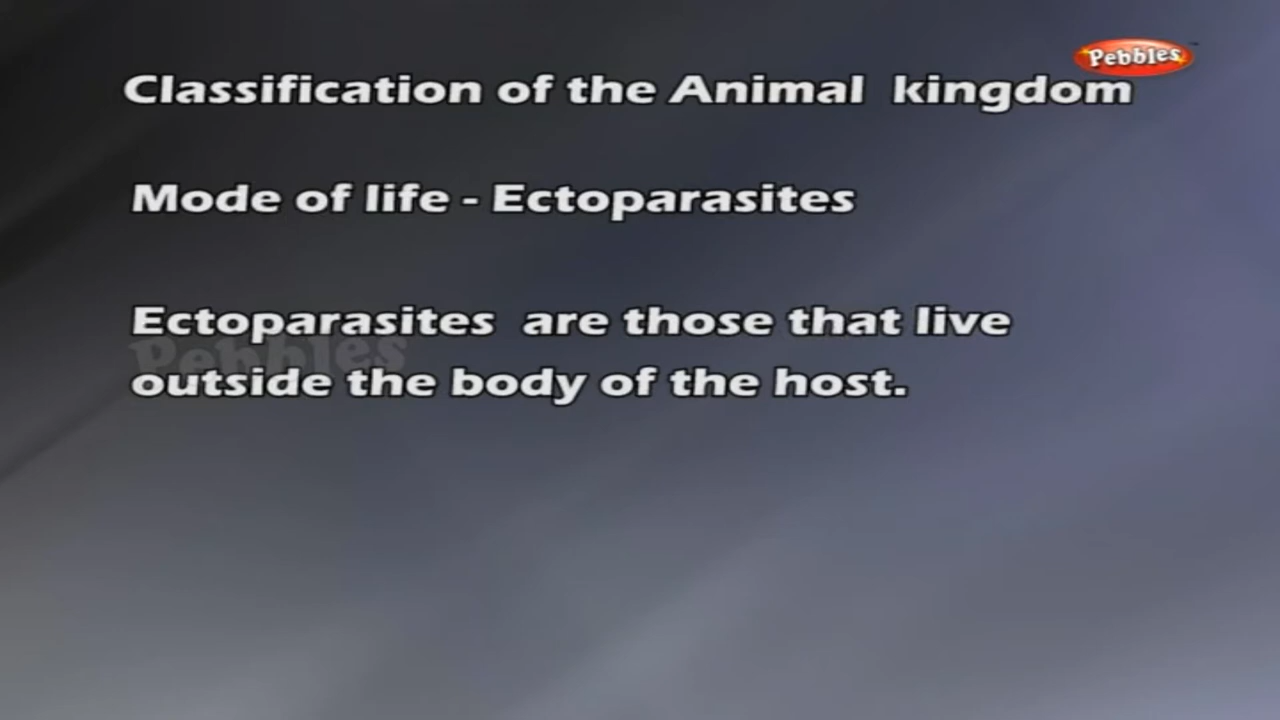 Pebbles
Classification of the Animal kingdom
Mode of life - Ectoparasites
Ectoparasites are those that live
Pebbles
outside the body of the host.